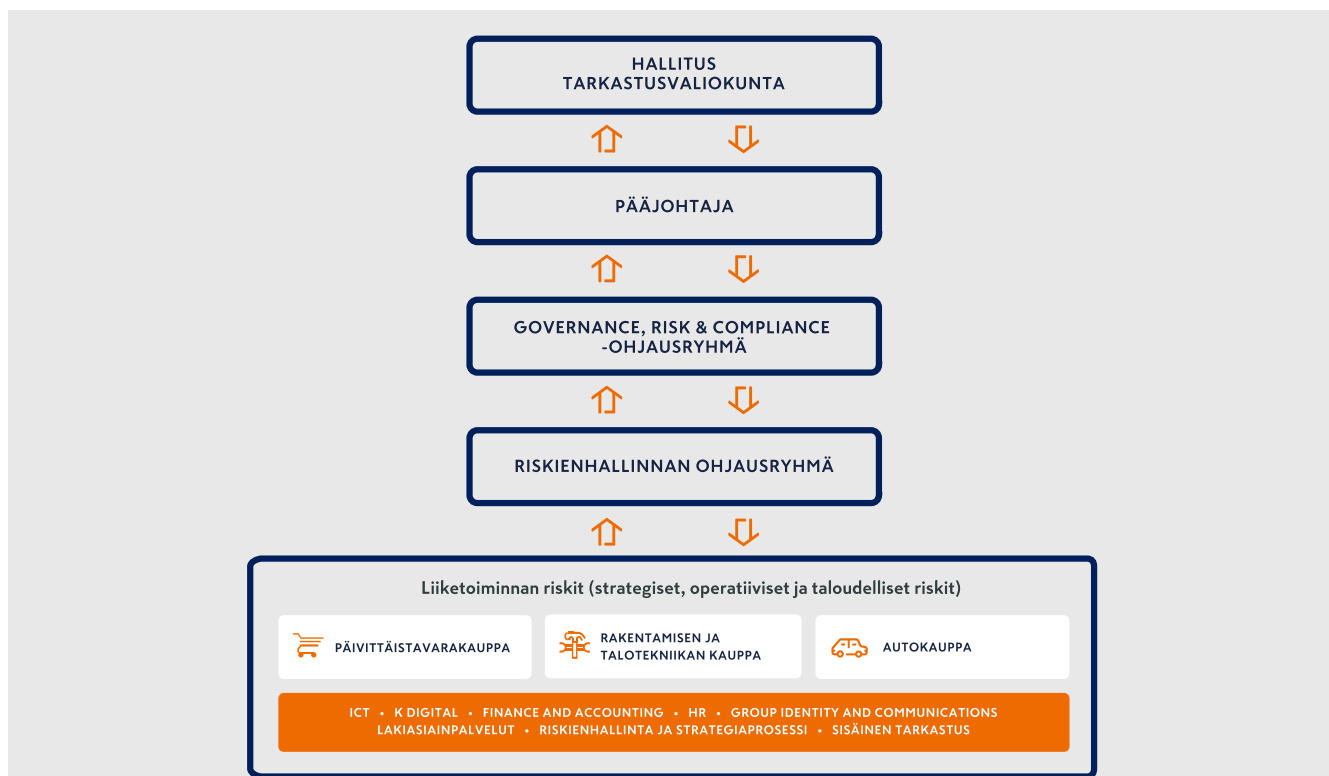 HALLITUS
TARKASTUSVALIOKUNTA
PÄÄJOHTAJA
GOVERNANCE, RISK & COMPLIANCE
-OHJAUSRYHMÄ
RISKIENHALLINNAN OHJAUSRYHMÄ
Liiketoiminnan riskit (strategiset, operatiiviset ja taloudelliset riskit)
PÄIVITTÄISTAVARAKAUPPA
RAKENTAMISEN JA
TALOTEKNIIKAN KAUPPA
AUTOKAUPPA
ICT • K DIGITAL • FINANCE AND ACCOUNTING • HR • GROUP IDENTITY AND COMMUNICATIONS
LAKIASIAINPALVELUT • RISKIENHALLINTA JA STRATEGIAPROSESSI • SISÄINEN TARKASTUS